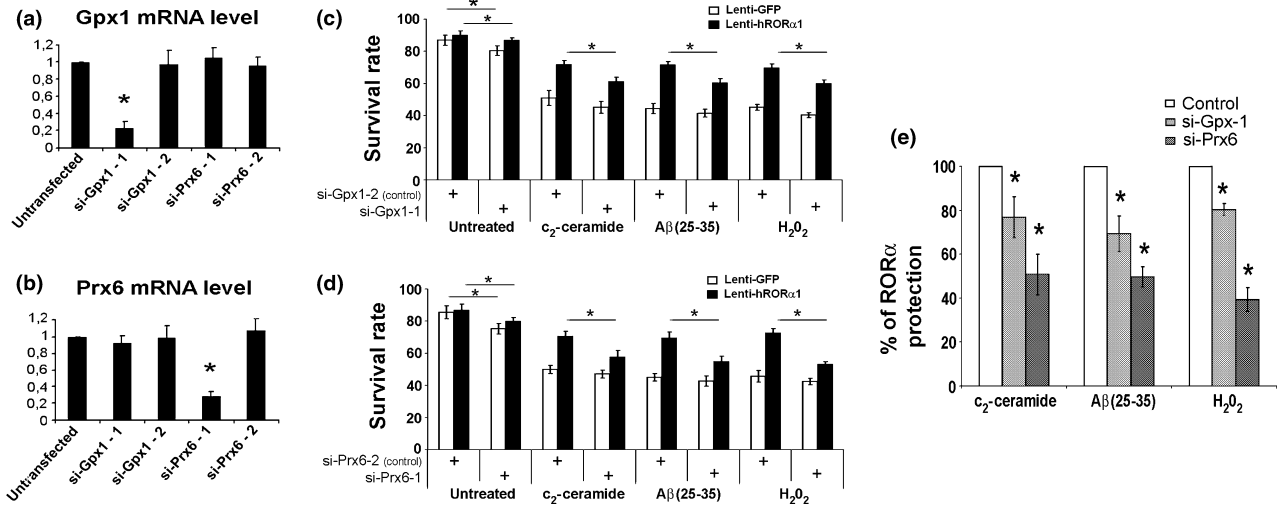 (a) Gpx1 mRNA level
1,2
1
0,8
0,6
0,4
0,2
0
*
Untransfected
si-Gpx1 - 1
si-Gpx1 - 2
si-Prx6 - 1
si-Prx6 - 2
(b) Prx6 mRNA level
1,2
1
0,8
0,6
0,4
0,2
0
*
Untransfected
si-Gpx1 - 1
si-Gpx1 - 2
si-Prx6 - 1
si-Prx6 - 2
(c)
Lenti-GFP
Lenti-hRORα1
Survival rate
100
80
60
40
20
0
* * * * *
si-Gpx1-2 (control) + + + +
si-Gpx1-1 + + + +
Untreated c2-ceramide Aβ(25-35) H2O2
(d)
Lenti-GFP
Lenti-hRORα1
Survival rate
100
80
60
40
20
0
* * * * *
si-Prx6-2 (control) + + + +
si-Prx6-1 + + + +
Untreated c2-ceramide Aβ(25-35) H2O2
(e)
Control
si-Gpx-1
si-Prx6
% of RORα
protection
100
80
60
40
20
0
* * * * * *
c2-ceramide Aβ(25-35) H2O2